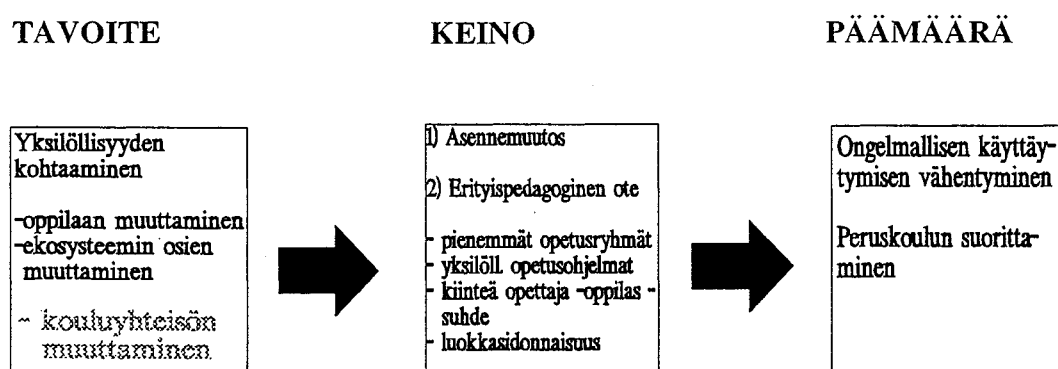 TAVOITE
KEINO
PÄÄMÄÄRÄ
Yksilöllisyyden
kohtaaminen
-oppilaan muuttaminen
-ekosysteemin osien
muuttaminen
- kouluyhteisön
muuttaminen
1) Asennemuutos
2) Erityispedagoginen ote
- pienemmät opetusryhmät
- yksilöll. opetusohjelmat
- kiinteä opettaja -oppilas -
suhde
- luokkasidonnaisuus
Ongelmallisen käyttäy-
tymisen vähentyminen
Peruskoulun suoritta-
minen